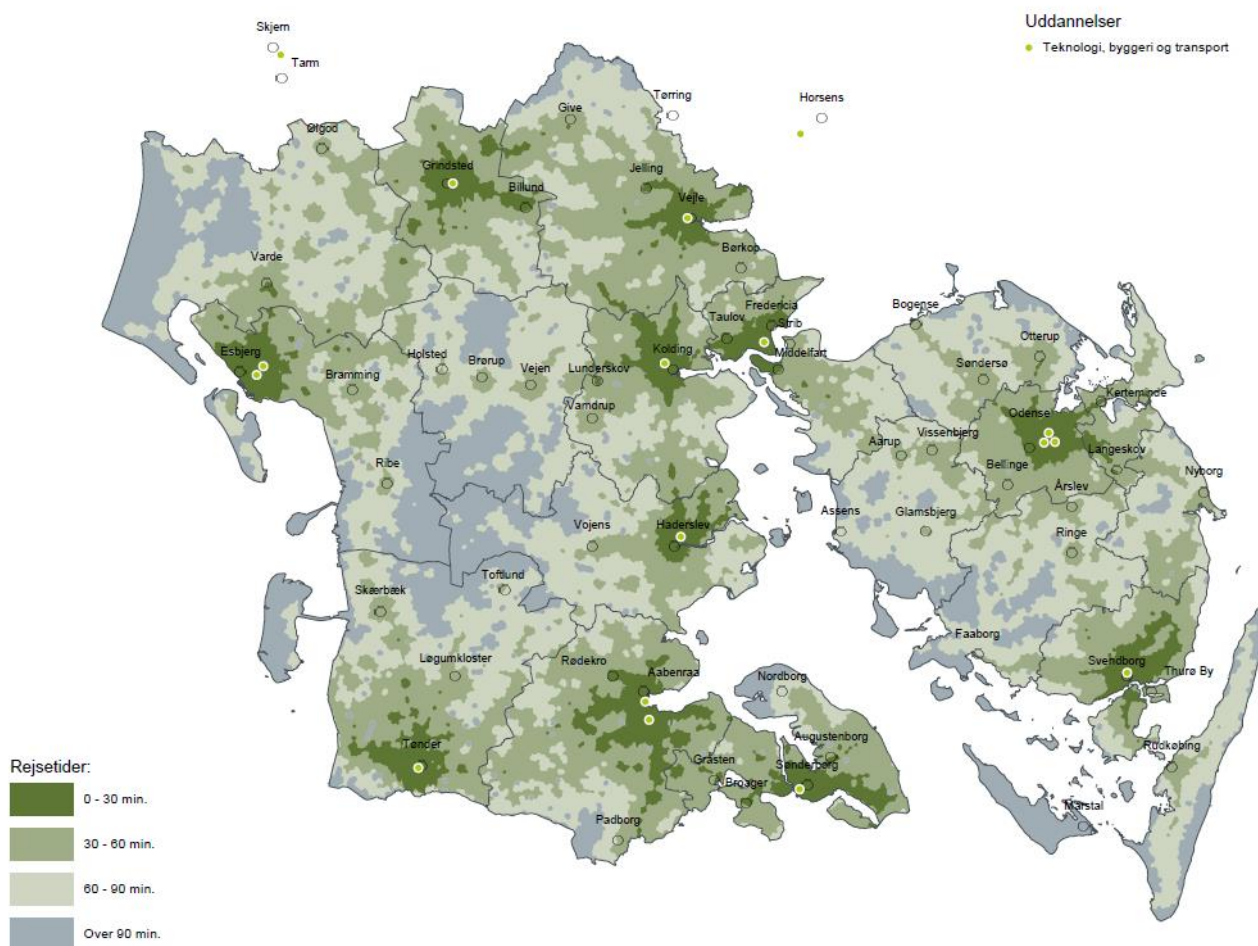 Skjern
Uddannelser
Teknologi, byggeri og transport
Tarm
Tørring
Horsens
Give
Ølgod
Grindsted
Jelling
Billund
Vejle
Børkop
Varde
Fredericia
Bogense
Strib
Taulov
Otterup
Esbjerg
Kolding
Middelfart
Holsted
Brørup
Vejen
Lunderskov
Søndersø
Bramming
Kerteminde
Vamdrup
Odense
Aarup
Vissenbjerg
Langeskov
Ribe
Bellinge
Nyborg
Årslev
Assens
Glamsbjerg
Vojens
Haderslev
Ringe
Skærbæk
Toftlund
Faaborg
Løgumkloster
Rødekro
Aabenraa
Svendborg
Thurø By
Nordborg
Augustenborg
Tønder
Gråsten
Sønderborg
Rudkøbing
Broager
Marstal
Padborg
Rejsetider:
0 - 30 min.
30 - 60 min.
60 - 90 min.
Over 90 min.